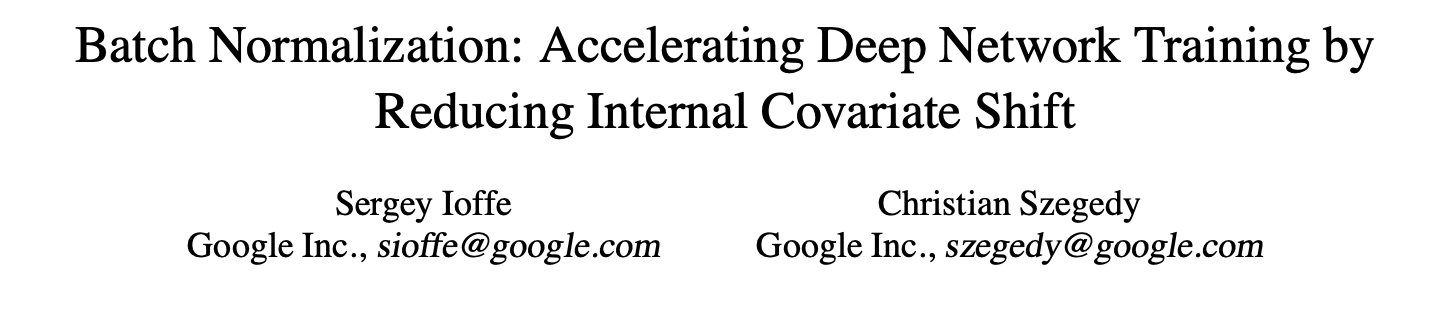 Batch Normalization: Accelerating Deep Network Training by
Reducing Internal Covariate Shift
Sergey Ioffe
Google Inc., sioffe@google.com
Christian Szegedy
Google Inc., szegedy@google.com